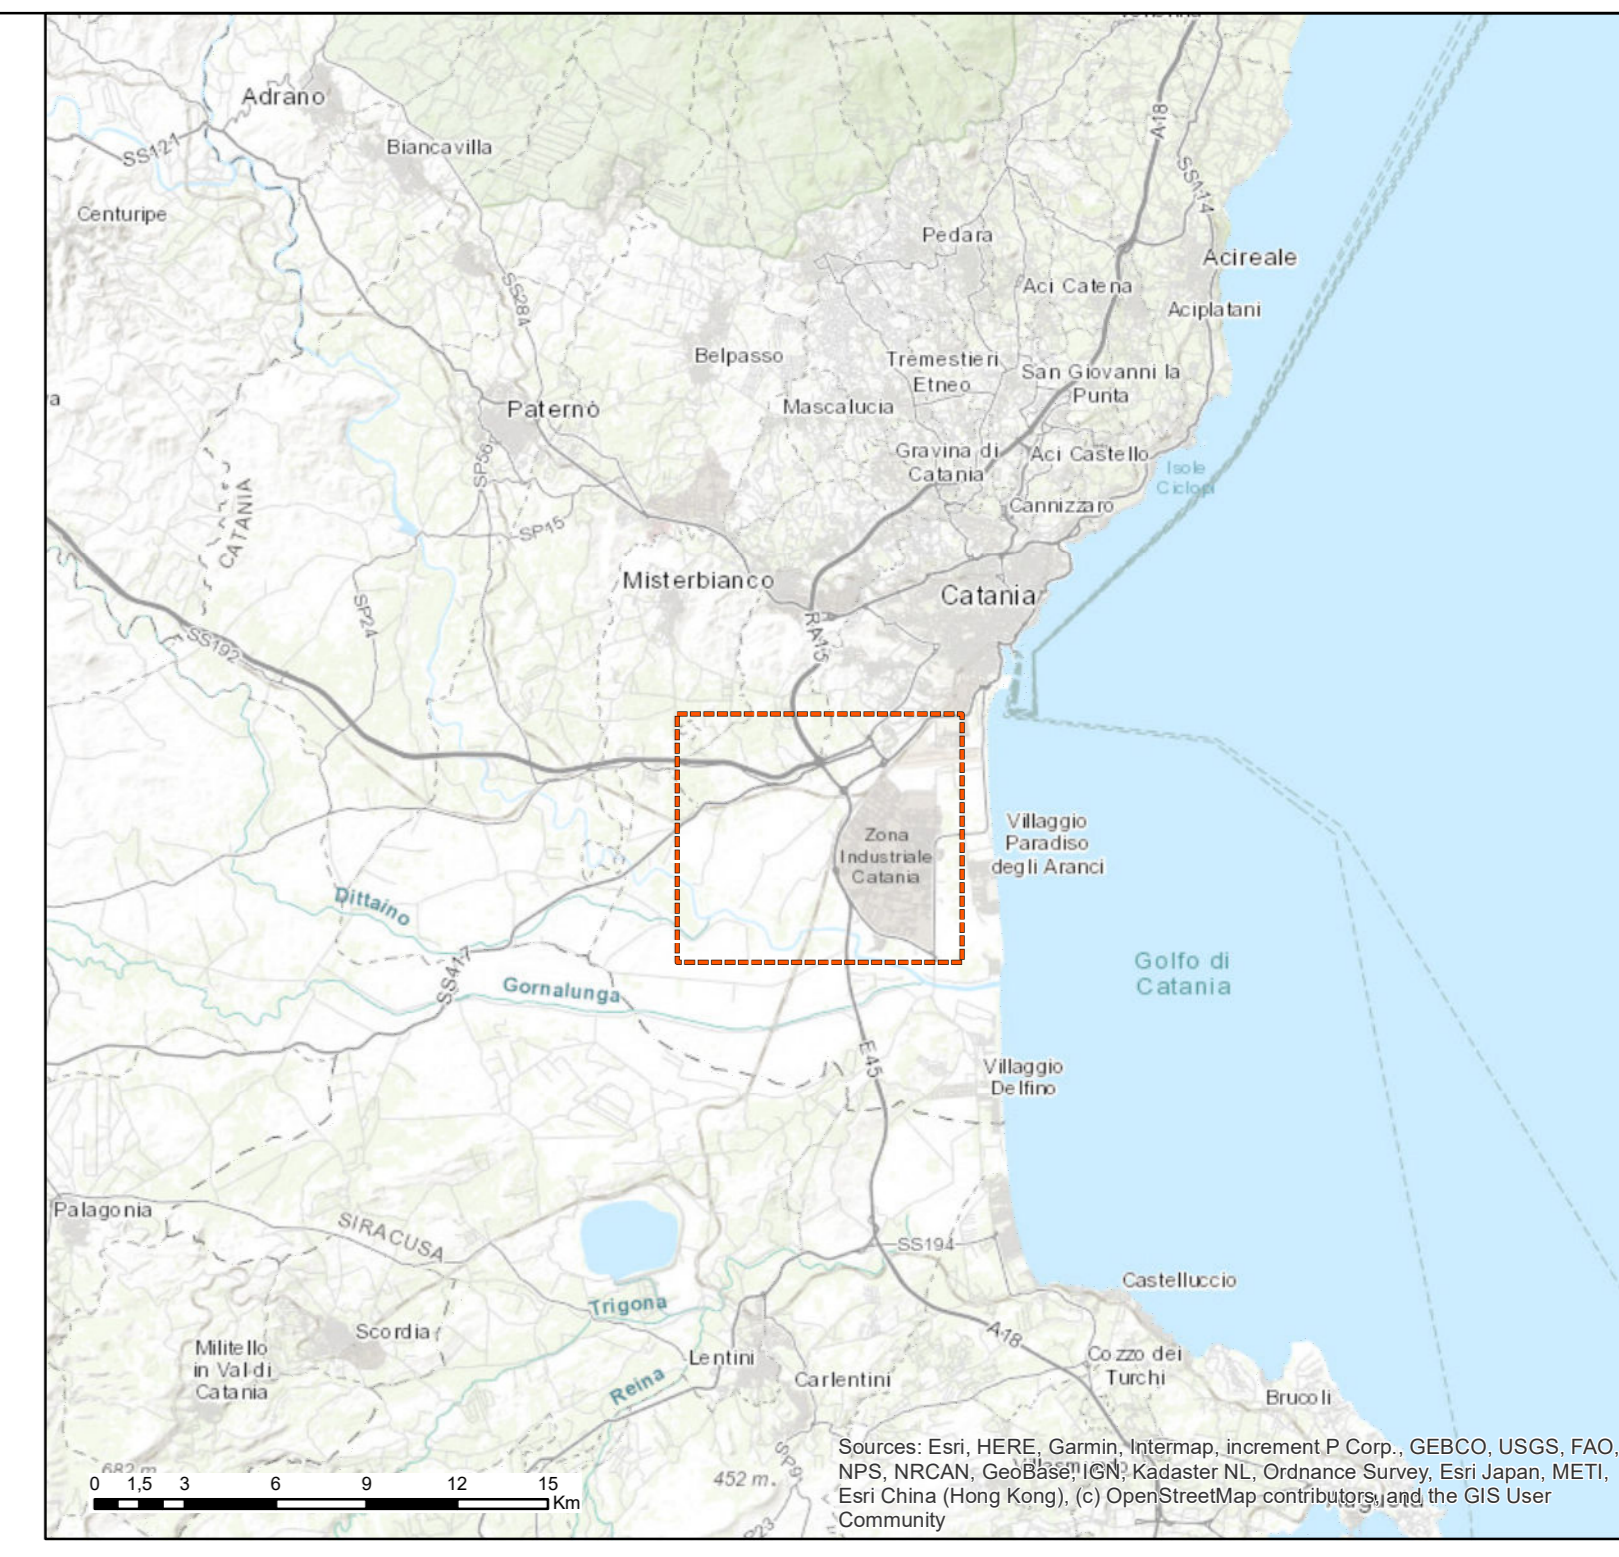 Adrano
A-18
Biancavilla
SS121
SS114
Centuripe
Pedara
Acireale
SS284
Aci Catena
Aciplatani
Belpasso
Tremestieri
Etneo
San Giovanni la
Punta
Paternò
Mascalucia
Gravina di
Catania
Aci Castello
SP56
Isole
Ciclopi
CATANIA
SP15
Cannizzaro
Misterbianco
Catania
SP24
RA15
SS192
Villaggio
Paradiso
degli Aranci
Zona
Industriale
Catania
Dittaino
SS417
Gornalunga
Golfo di
Catania
E45
Villaggio
Delfino
Palagonia
SIRACUSA
SS194
Castelluccio
Trigona
Scordia
A-18
Militello
in Val di
Catania
Lentini
Cozzo dei
Turchi
Reina
Carlentini
Brucoli
682 m
452 m.
SP9
P23
0 1,5 3 6 9 12 15
Km
Sources: Esri, HERE, Garmin, Intermap, increment P Corp., GEBCO, USGS, FAO,
NPS, NRCAN, GeoBase, IGN, Kadaster NL, Ordnance Survey, Esri Japan, METI,
Esri China (Hong Kong), (c) OpenStreetMap contributors, and the GIS User
Community